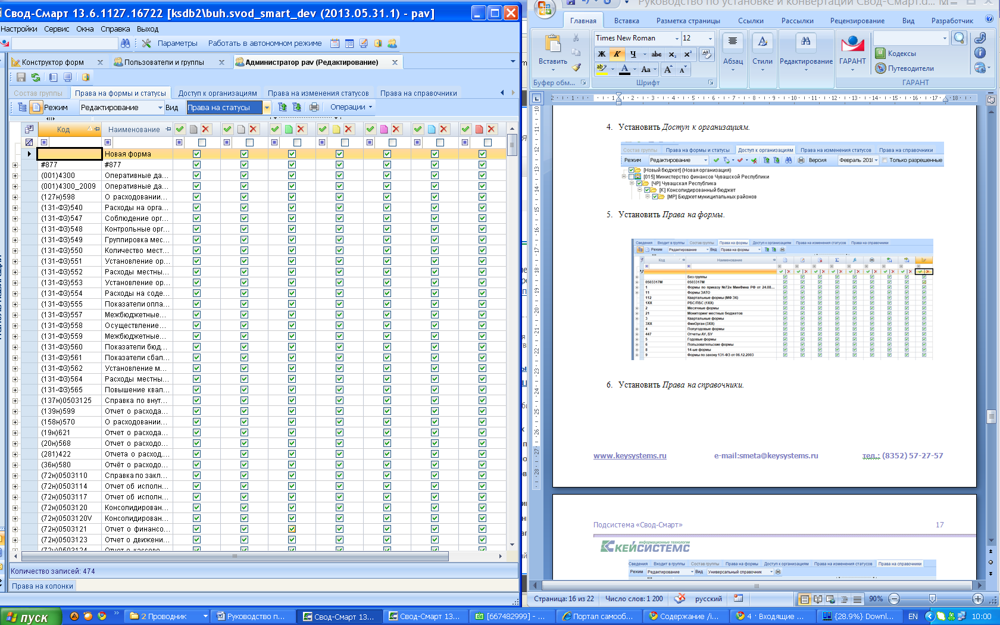 Свод-Смарт 13.6.1127.16722 [ksdb2\buh.svod_smart_dev (2013.05.31.1) - pav]
Настройки Сервис Окна Справка Выход
Параметры Работать в автономном режиме
Конструктор форм Пользователи и группы Администратор pav (Редактирование)
Состав группы Права на формы и статусы Доступ к организациям Права на изменения статусов Права на справочники
Режим Редактирование Вид Права на статусы Операции
Код Наименование
Новая форма
#877 #877
(001)4300 Оперативные да...
(001)4300_2009 Оперативные да...
(127н)598 О расходовании...
(131-ФЗ)540 Расходы на орга...
(131-ФЗ)547 Соблюдение орг...
(131-ФЗ)548 Контрольные орг...
(131-ФЗ)549 Группировка мес...
(131-ФЗ)550 Количество мест...
(131-ФЗ)551 Установление ор...
(131-ФЗ)552 Расходы местны...
(131-ФЗ)553 Установление ор...
(131-ФЗ)554 Расходы на соде...
(131-ФЗ)555 Показатели опла...
(131-ФЗ)557 Межбюджетные...
(131-ФЗ)558 Осуществление...
(131-ФЗ)559 Межбюджетные...
(131-ФЗ)560 Показатели бюд...
(131-ФЗ)561 Показатели сбал...
(131-ФЗ)562 Установление м...
(131-ФЗ)564 Расходы местны...
(131-ФЗ)565 Повышение квал...
(137н)0503125 Справка по внут...
(139н)599 Отчет о расхода...
(158н)570 О расходовании...
(19н)621 Отчет о расхода...
(20н)568 Отчет о расходо...
(281)422 Отчета о расход...
(36н)580 Отчёт о расходо...
(72н)0503110 Справка по закл...
(72н)0503114 Отчет об исполн...
(72н)0503117 Отчет об исполн...
(72н)0503120 Консолидирован...
(72н)0503120V Консолидирован...
(72н)0503121 Отчет о финансо...
(72н)0503123 Отчет о движени...
(72н)0503124 Отчет о кассово...
Количество записей: 474
Права на колонки
Руководство по установке и конвертации Свод-Смарт.d... M
Главная Вставка Разметка страницы Ссылки Рассылки Рецензирование Вид Разработчик
Вставить Times New Roman 12 Абзац Стили Редактирование ГАРАНТ Кодексы Путеводители
Буфер обм... Шрифт ГАРАНТ
4. Установить Доступ к организациям.
Состав группы Права на формы и статусы Доступ к организациям Права на изменения статусов Права на справочники
Режим Редактирование Версия Февраль 201 Только разрешенные
[Новый бюджет] (Новая организация)
[015] Министерство финансов Чувашской Республики
[ЧР] Чувашская Республика
[К] Консолидированный бюджет
[МР] Бюджет муниципальных районов
5. Установить Права на формы.
Сведения Входит в группы Состав группы Права на формы Доступ к организациям Права на изменения статусов Права на справочники
Режим Редактирование Вид Права на формы
Код Наименование
Без группы
0503317М 0503317М
1 Формы по приказу №72н МинФина РФ от 24.08...
11 Формы ЗАТО
112 Квартальные формы (МФ ЗК)
1ХХ РБС/ПБС (1ХХ)
2 Месячные формы
21 Мониторинг местных бюджетов
3 Квартальные формы
3ХХ ФинОрган (3ХХ)
4 Полугодовые формы
447 Отчеты АУ, БУ
5 Годовые формы
6 Пользовательские формы
8 14-ые формы
9 Формы по закону 131-ФЗ от 06.12.2003
6. Установить Права на справочники.
www.keysystems.ru e-mail:smeta@keysystems.ru тел.: (8352) 57-27-57
Подсистема «Свод-Смарт» 17
информационные технологии
КЕЙСИСТЕМС
Сведения Входит в группы Состав группы Права на формы Доступ к организациям Права на изменения статусов Права на справочники
Режим Редактирование Вид Универсальный справочник
Страница: 16 из 22 Число слов: 1 200 русский 90%
пуск 2 Проводник Руководство п... Свод-Смарт 13... Свод-Смарт 13... [667482999] - ... Портал самооб... Содержание /i... 4 · Входящие ... {28.9%} Downl... EN 10:00